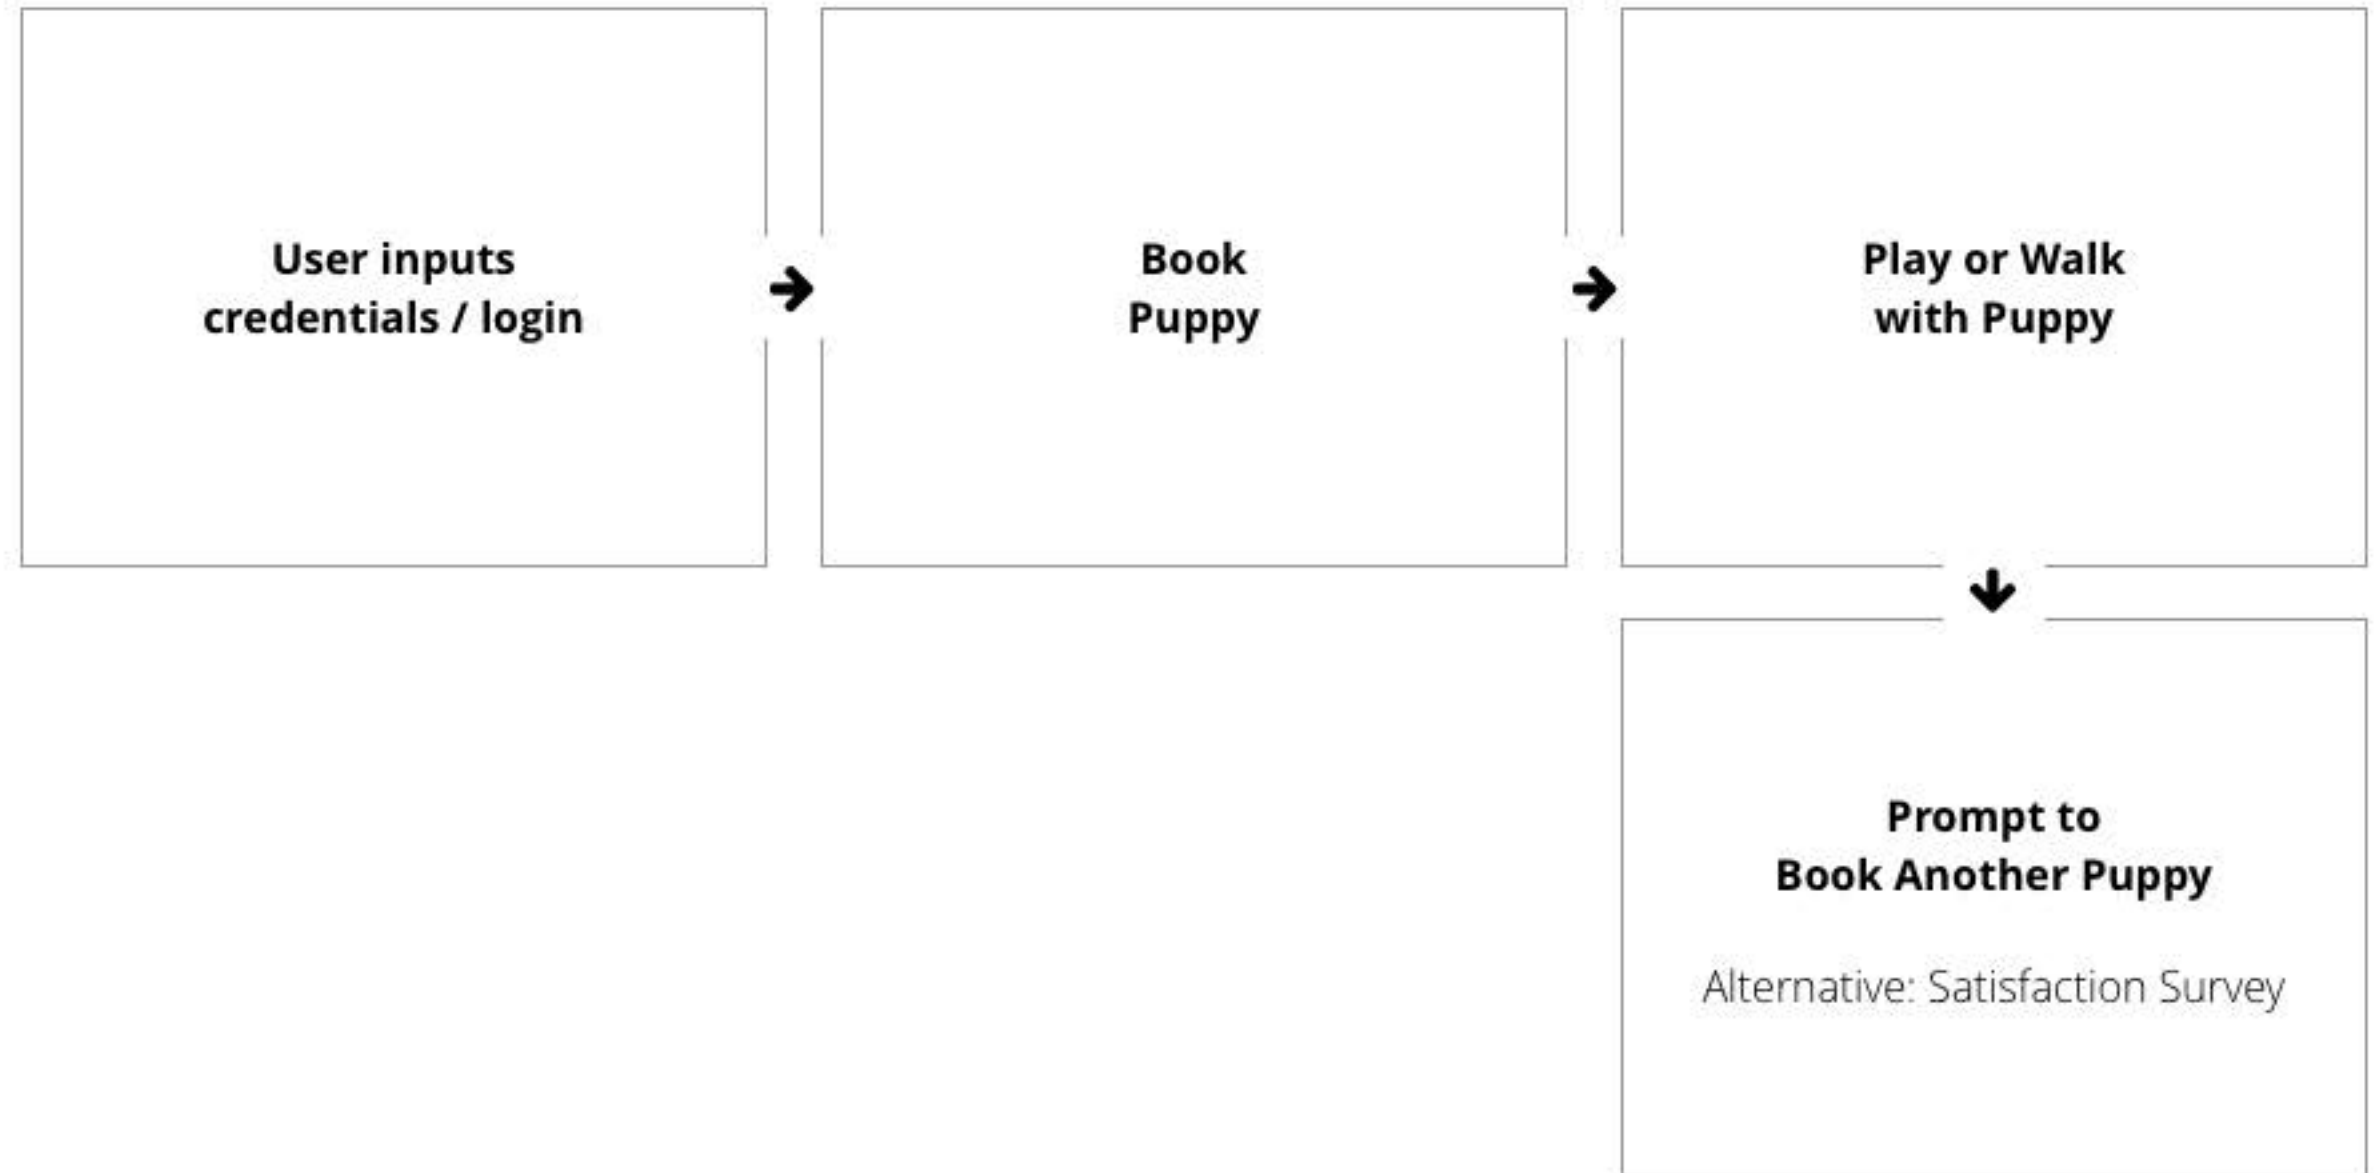 User inputs
credentials / login
Book
Puppy
Play or Walk
with Puppy
Prompt to
Book Another Puppy
Alternative: Satisfaction Survey